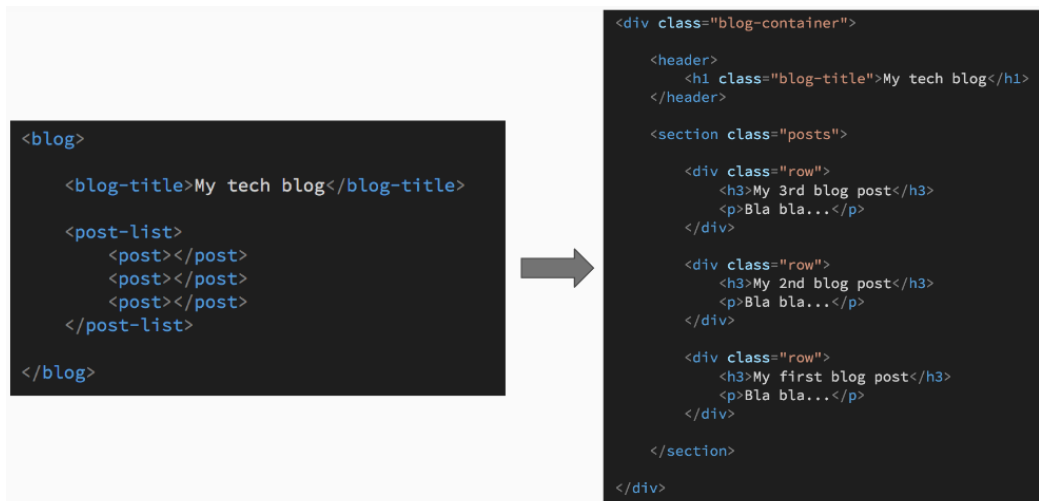 <blog>
<blog-title>My tech blog</blog-title>
<post-list>
<post></post>
<post></post>
<post></post>
</post-list>
</blog>
<div class="blog-container">
<header>
<h1 class="blog-title">My tech blog</h1>
</header>
<section class="posts">
<div class="row">
<h3>My 3rd blog post</h3>
<p>Bla bla...</p>
</div>
<div class="row">
<h3>My 2nd blog post</h3>
<p>Bla bla...</p>
</div>
<div class="row">
<h3>My first blog post</h3>
<p>Bla bla...</p>
</div>
</section>
</div>